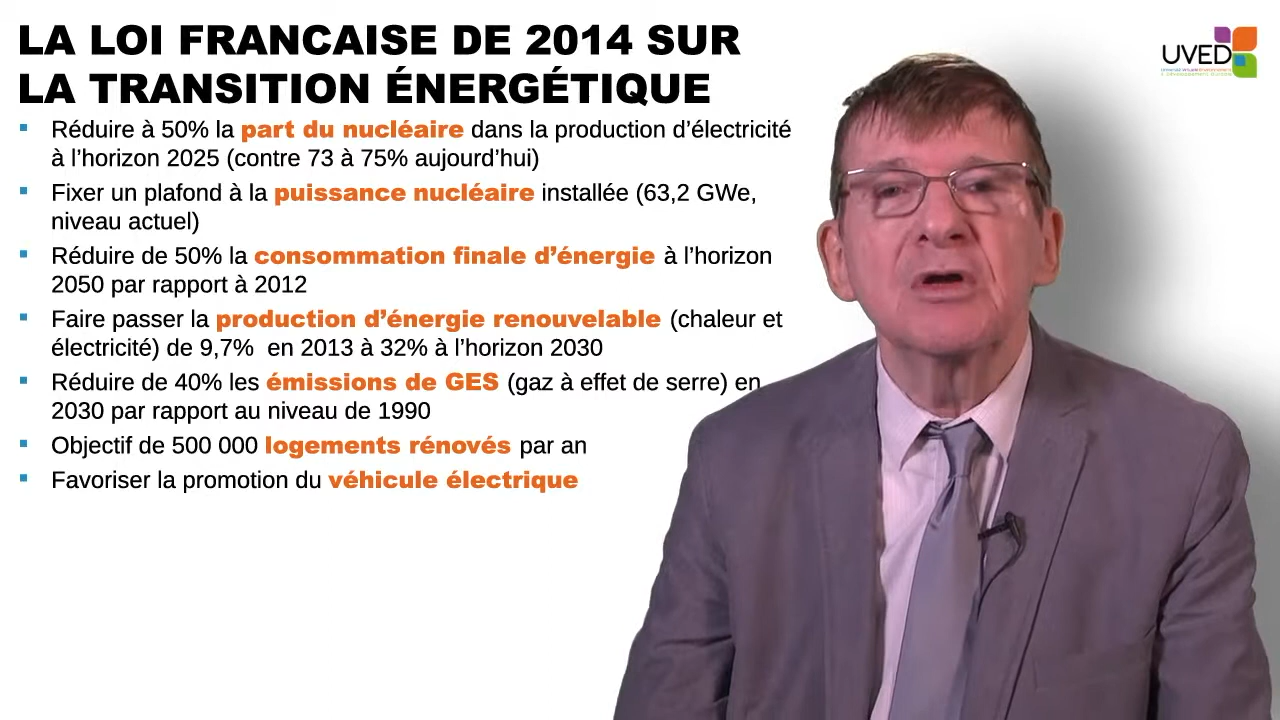 LA LOI FRANCAISE DE 2014 SUR
LA TRANSITION ÉNERGÉTIQUE
▪ Réduire à 50% la part du nucléaire dans la production d'électricité
à l'horizon 2025 (contre 73 à 75% aujourd'hui)
▪ Fixer un plafond à la puissance nucléaire installée (63,2 GWe,
niveau actuel)
▪ Réduire de 50% la consommation finale d'énergie à l'horizon
2050 par rapport à 2012
▪ Faire passer la production d'énergie renouvelable (chaleur et
électricité) de 9,7%  en 2013 à 32% à l'horizon 2030
▪ Réduire de 40% les émissions de GES (gaz à effet de serre) en
2030 par rapport au niveau de 1990
▪ Objectif de 500 000 logements rénovés par an
▪ Favoriser la promotion du véhicule électrique
UVED